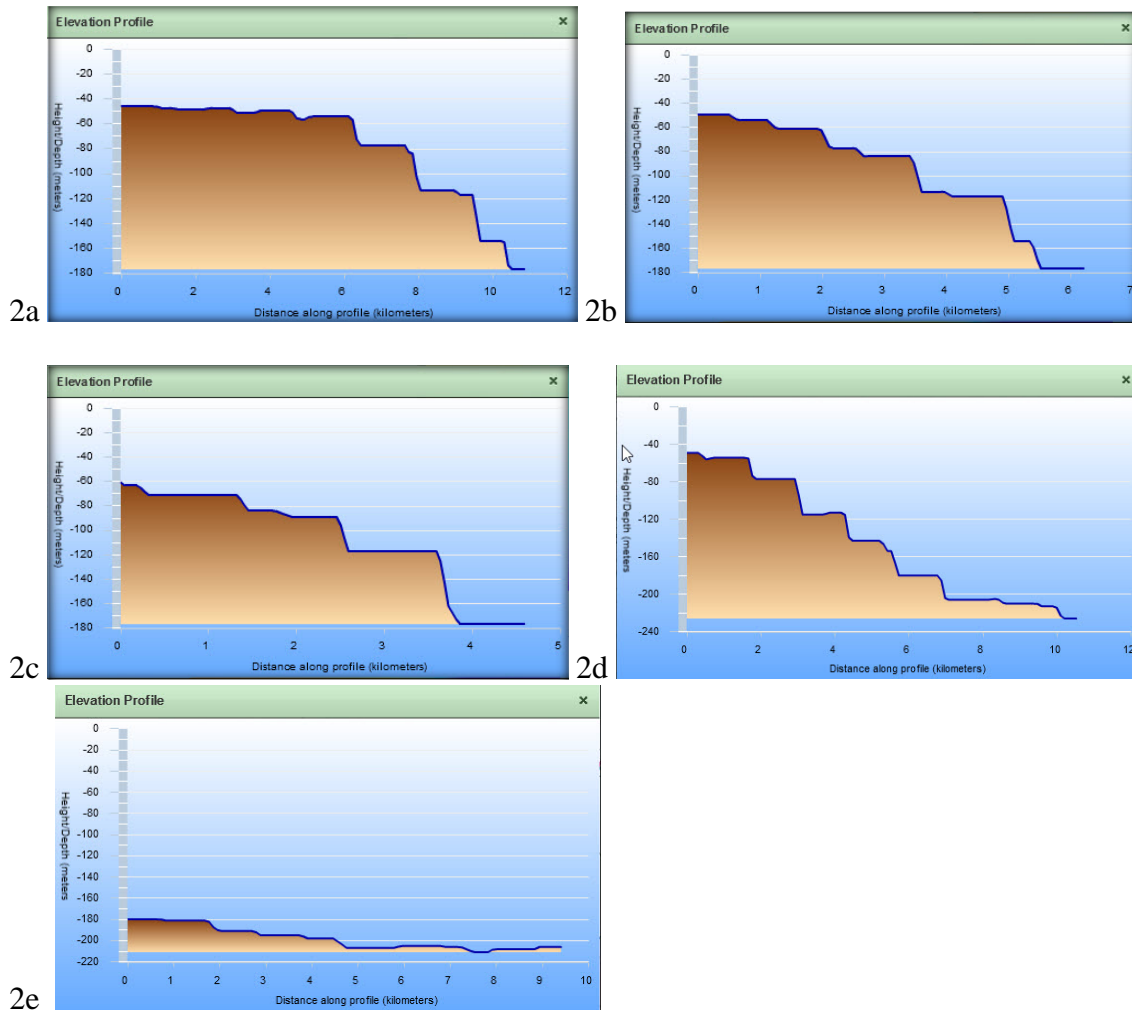 Elevation Profile ×
0
-20
-40
-60
-80
-100
-120
-140
-160
-180
Height/Depth (meters)
0 2 4 6 8 10 12
Distance along profile (kilometers)
2a
Elevation Profile ×
0
-20
-40
-60
-80
-100
-120
-140
-160
-180
Height/Depth (meters)
0 1 2 3 4 5 6 7
Distance along profile (kilometers)
2b
Elevation Profile ×
0
-20
-40
-60
-80
-100
-120
-140
-160
-180
Height/Depth (meters)
0 1 2 3 4 5
Distance along profile (kilometers)
2c
Elevation Profile ×
0
-40
-80
-120
-160
-200
-240
Height/Depth (meters
0 2 4 6 8 10 12
Distance along profile (kilometers)
2d
Elevation Profile ×
0
-20
-40
-60
-80
-100
-120
-140
-160
-180
-200
-220
Height/Depth (meters
0 1 2 3 4 5 6 7 8 9 10
Distance along profile (kilometers)
2e